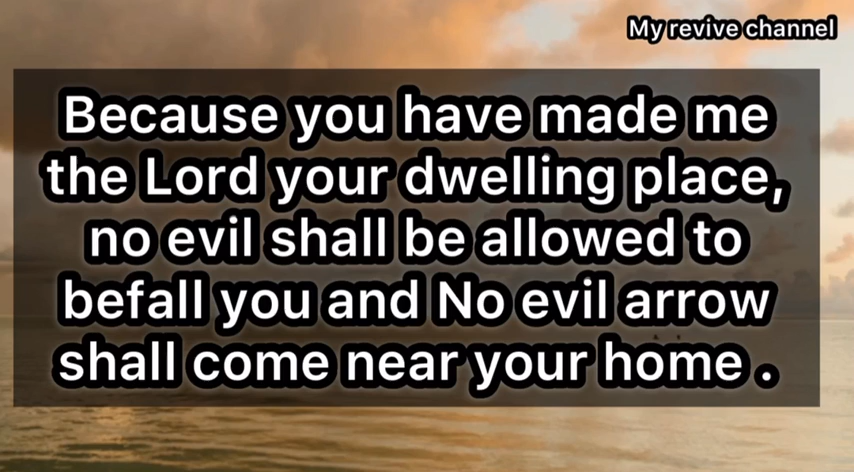 My revive channel
Because you have made me
the Lord your dwelling place,
no evil shall be allowed to
befall you and No evil arrow
shall come near your home .